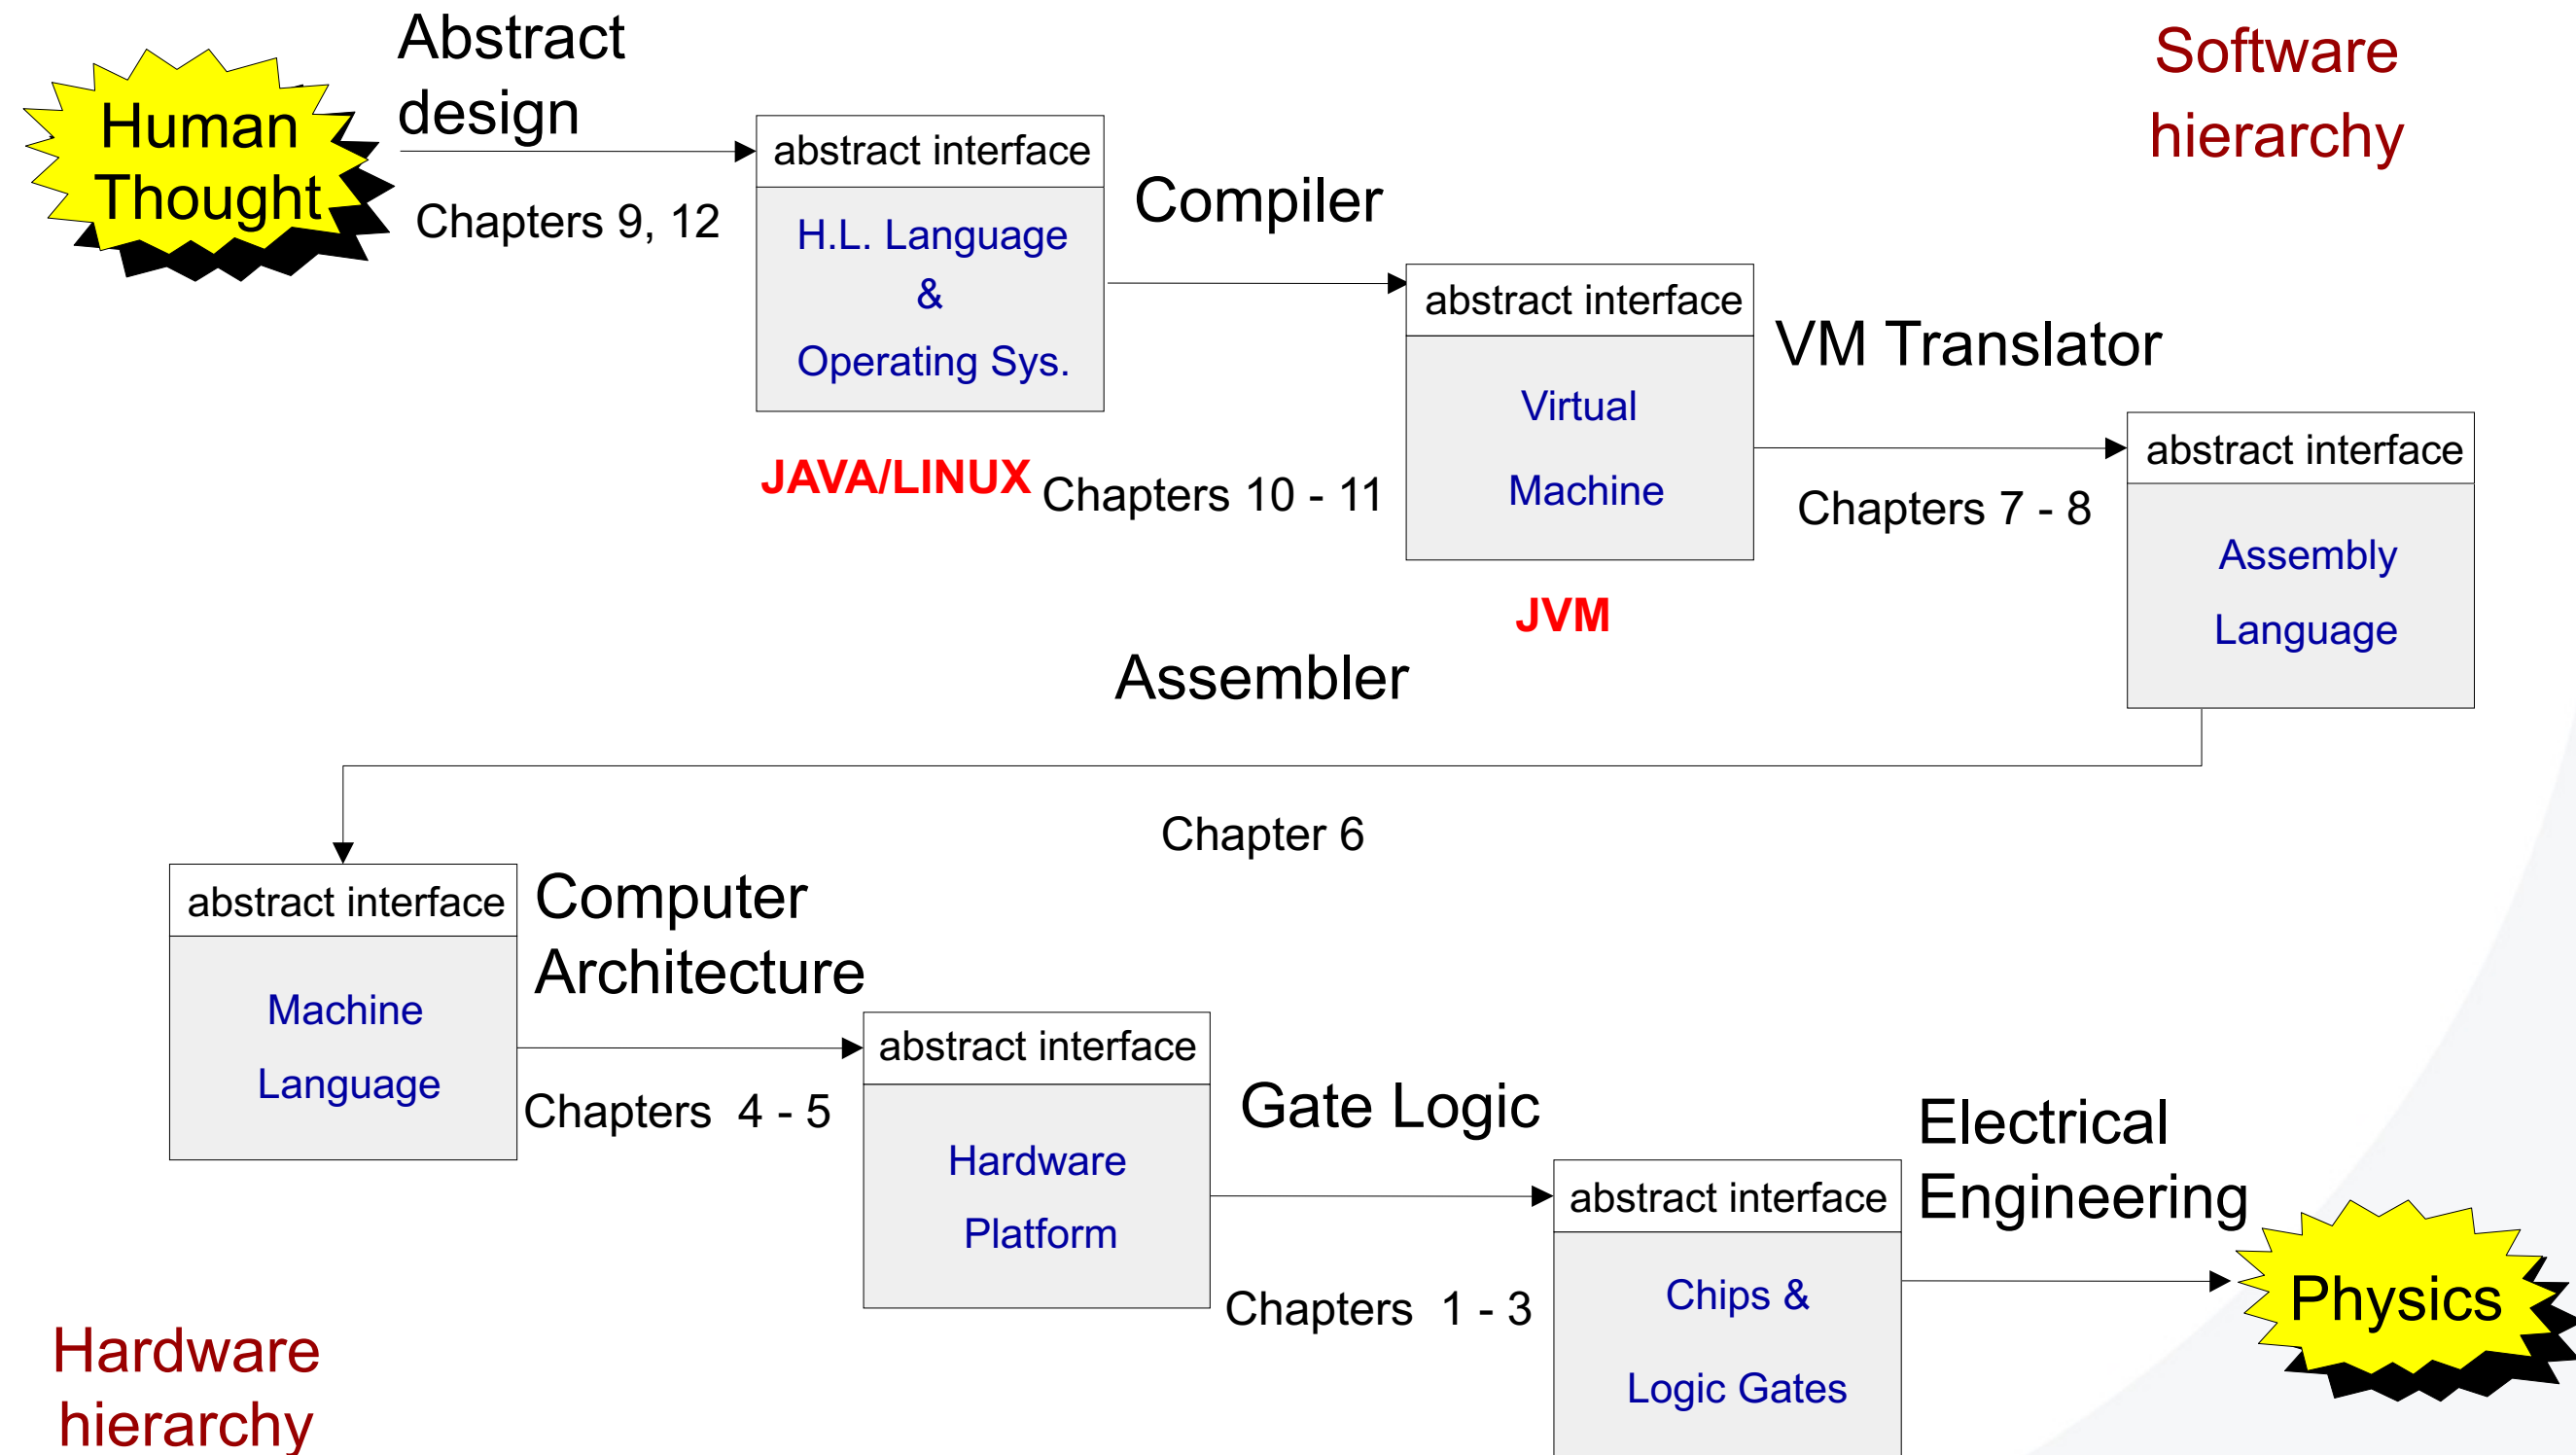 Abstract
design
Software
hierarchy
Human
Thought
Chapters 9, 12
abstract interface
H.L. Language
&
Operating Sys.
JAVA/LINUX
Compiler
Chapters 10 - 11
abstract interface
Virtual
Machine
JVM
VM Translator
Chapters 7 - 8
abstract interface
Assembly
Language
Assembler
Chapter 6
abstract interface
Machine
Language
Computer
Architecture
Chapters 4 - 5
abstract interface
Hardware
Platform
Gate Logic
Chapters 1 - 3
abstract interface
Chips &
Logic Gates
Electrical
Engineering
Physics
Hardware
hierarchy